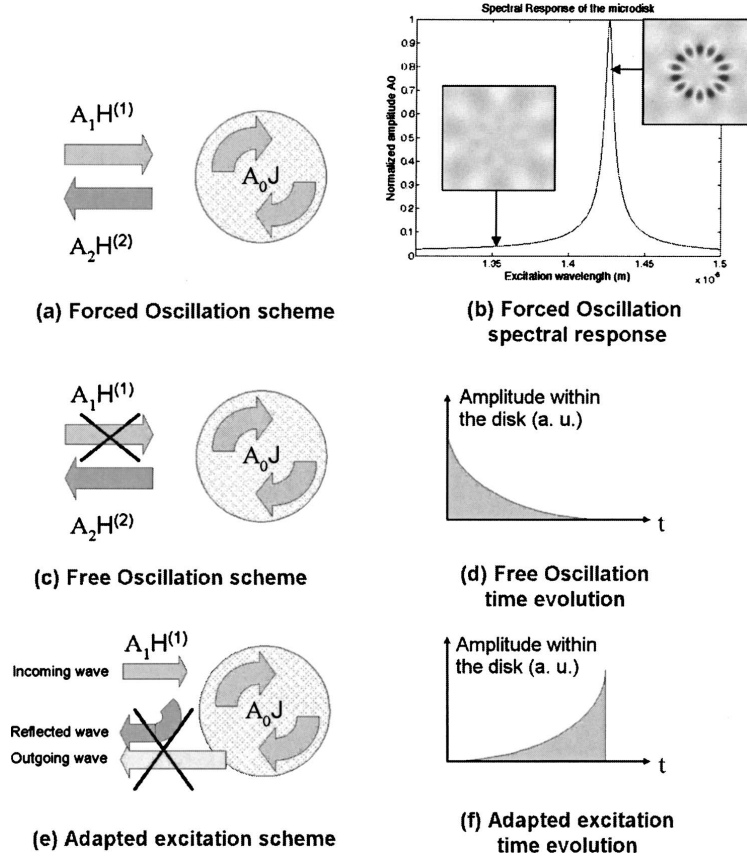 A₁H⁽¹⁾
A₀J
A₂H⁽²⁾
(a) Forced Oscillation scheme
Spectral Response of the microdisk
Normalized amplitude A0
1
0.9
0.8
0.7
0.6
0.5
0.4
0.3
0.2
0.1
0
1.35
1.4
1.45
1.5
Excitation wavelength (m)
x 10⁻⁶
(b) Forced Oscillation
spectral response
A₁H⁽¹⁾
A₀J
A₂H⁽²⁾
(c) Free Oscillation scheme
Amplitude within
the disk (a. u.)
t
(d) Free Oscillation
time evolution
A₁H⁽¹⁾
Incoming wave
A₀J
Reflected wave
Outgoing wave
(e) Adapted excitation scheme
Amplitude within
the disk (a. u.)
t
(f) Adapted excitation
time evolution